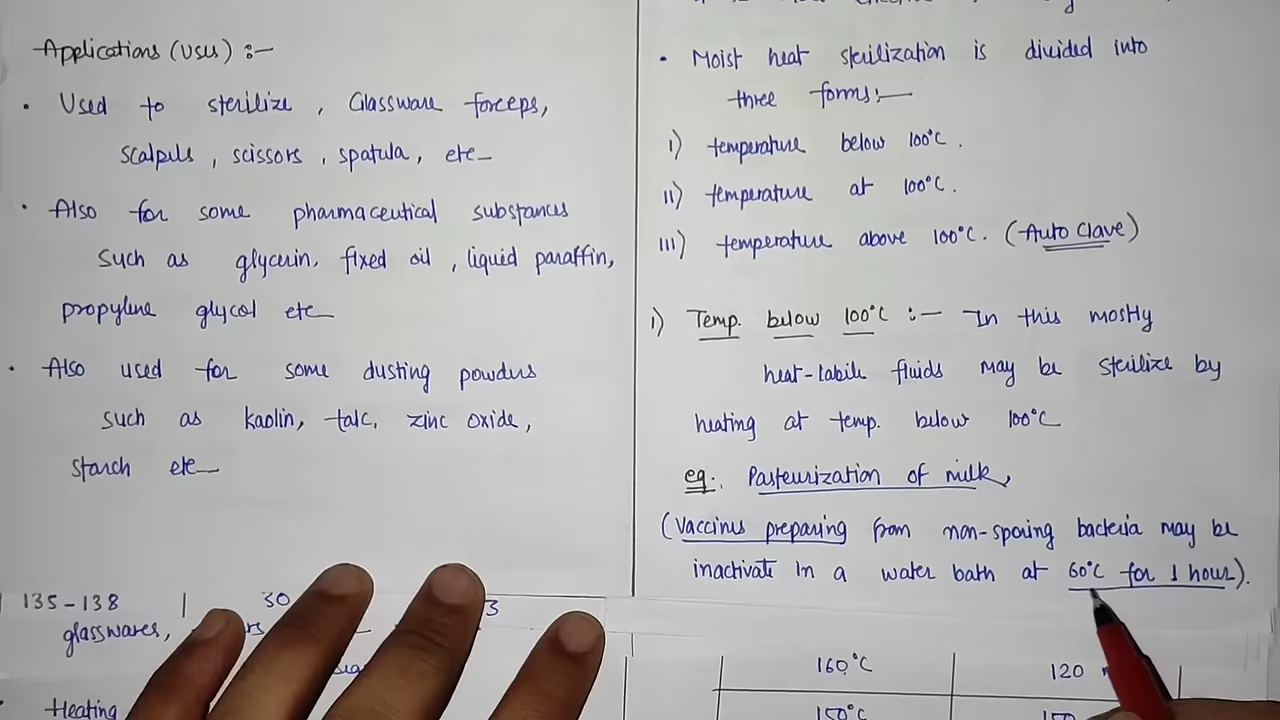 Applications (Uses) :-
• Used to sterilize, Glassware forceps,
scalpels, scissors, spatula, etc-
• Also for some pharmaceutical substances
such as glycerin, fixed oil, liquid paraffin,
propylene glycol etc-
• Also used for some dusting powders
such as kaolin, talc, zinc oxide,
starch etc-
135-138 30 3
glasswares,
Heating
• Moist heat sterilization is divided into
three forms:-
i) temperature below 100°C.
ii) temperature at 100°C.
iii) temperature above 100°C. (Auto clave)
i) Temp. below 100°C :- In this mostly
heat-labile fluids may be sterilize by
heating at temp. below 100°C
eg:. Pasteurization of milk,
(Vaccines preparing from non-sporing bacteria may be
inactivate in a water bath at 60°C for 1 hour).
160°C 120
150°C 150